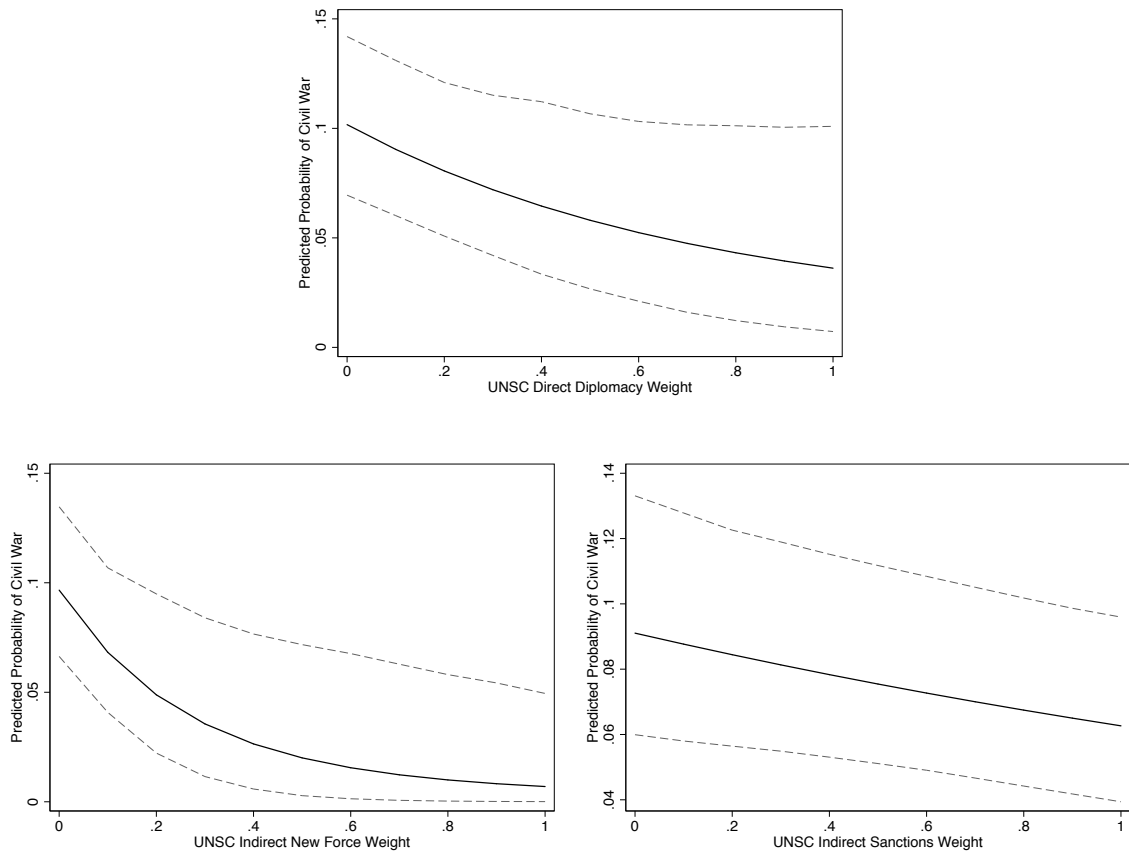 Predicted Probability of Civil War
.15
.1
.05
0
0 .2 .4 .6 .8 1
UNSC Direct Diplomacy Weight
Predicted Probability of Civil War
.15
.1
.05
0
0 .2 .4 .6 .8 1
UNSC Indirect New Force Weight
Predicted Probability of Civil War
.14
.12
.1
.08
.06
.04
0 .2 .4 .6 .8 1
UNSC Indirect Sanctions Weight